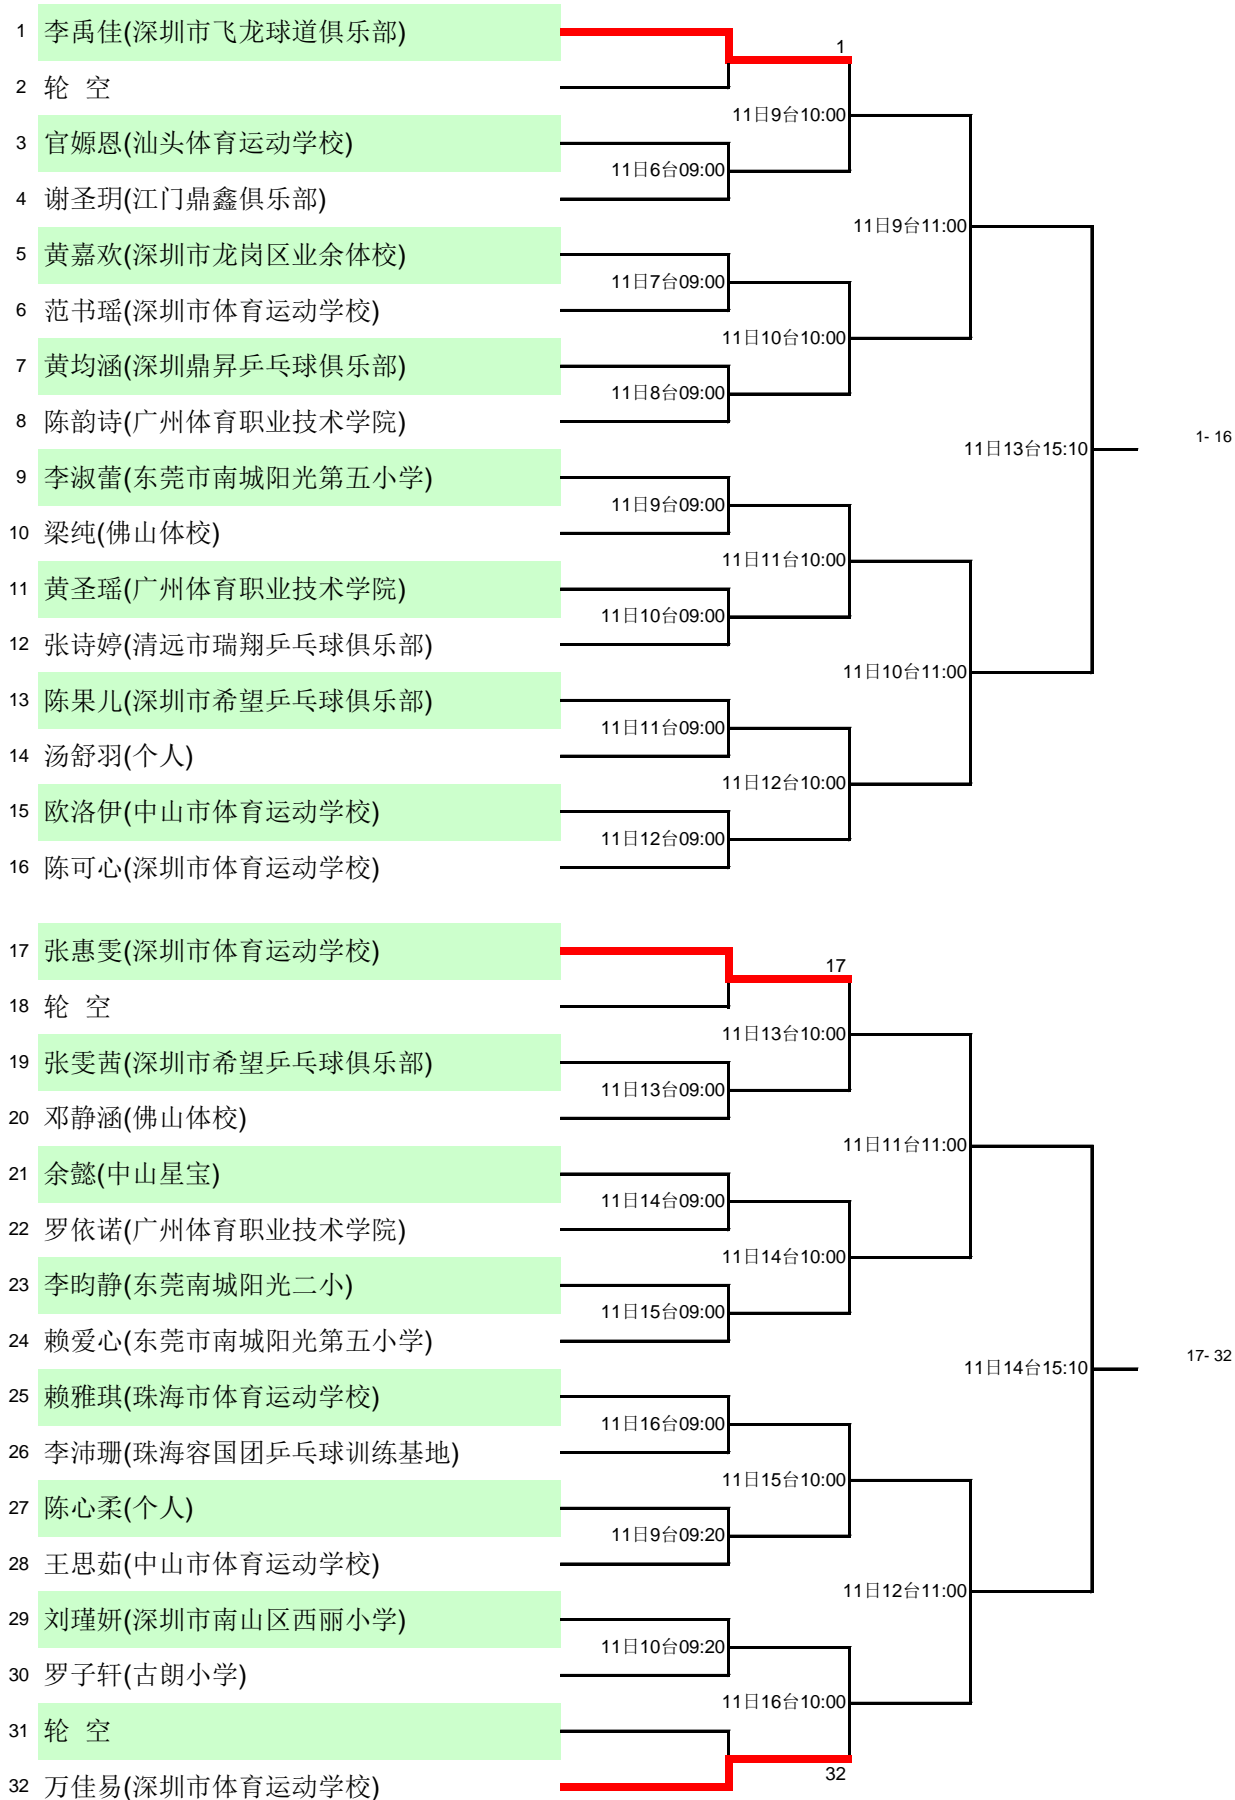 1 李禹佳(深圳市飞龙球道俱乐部)
1
2 轮 空
11日9台10:00
3 官嫄恩(汕头体育运动学校)
11日6台09:00
4 谢圣玥(江门鼎鑫俱乐部)
11日9台11:00
5 黄嘉欢(深圳市龙岗区业余体校)
11日7台09:00
6 范书瑶(深圳市体育运动学校)
11日10台10:00
7 黄均涵(深圳鼎昇乒乓球俱乐部)
11日8台09:00
8 陈韵诗(广州体育职业技术学院)
11日13台15:10
1- 16
9 李淑蕾(东莞市南城阳光第五小学)
11日9台09:00
10 梁纯(佛山体校)
11日11台10:00
11 黄圣瑶(广州体育职业技术学院)
11日10台09:00
12 张诗婷(清远市瑞翔乒乓球俱乐部)
11日10台11:00
13 陈果儿(深圳市希望乒乓球俱乐部)
11日11台09:00
14 汤舒羽(个人)
11日12台10:00
15 欧洛伊(中山市体育运动学校)
11日12台09:00
16 陈可心(深圳市体育运动学校)
17 张惠雯(深圳市体育运动学校)
17
18 轮 空
11日13台10:00
19 张雯茜(深圳市希望乒乓球俱乐部)
11日13台09:00
20 邓静涵(佛山体校)
11日11台11:00
21 余懿(中山星宝)
11日14台09:00
22 罗依诺(广州体育职业技术学院)
11日14台10:00
23 李昀静(东莞南城阳光二小)
11日15台09:00
24 赖爱心(东莞市南城阳光第五小学)
11日14台15:10
17- 32
25 赖雅琪(珠海市体育运动学校)
11日16台09:00
26 李沛珊(珠海容国团乒乓球训练基地)
11日15台10:00
27 陈心柔(个人)
11日9台09:20
28 王思茹(中山市体育运动学校)
11日12台11:00
29 刘瑾妍(深圳市南山区西丽小学)
11日10台09:20
30 罗子轩(古朗小学)
11日16台10:00
31 轮 空
32
32 万佳易(深圳市体育运动学校)